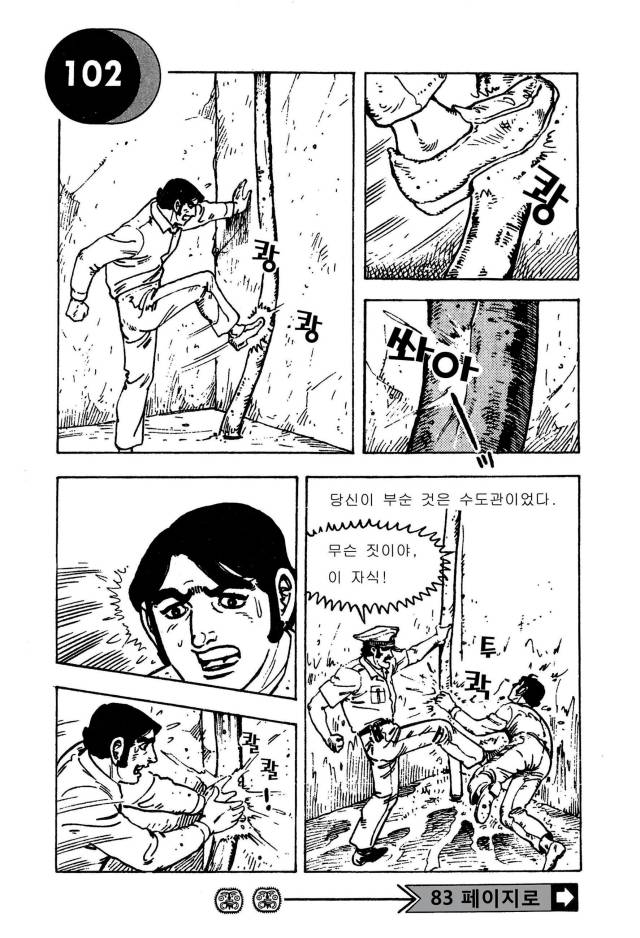 102
쾅
쾅
쾅
쏴아
당신이 부순 것은 수도관이었다.
무슨 짓이야,
이 자식!
콸
콸
!
투
콱
83 페이지로